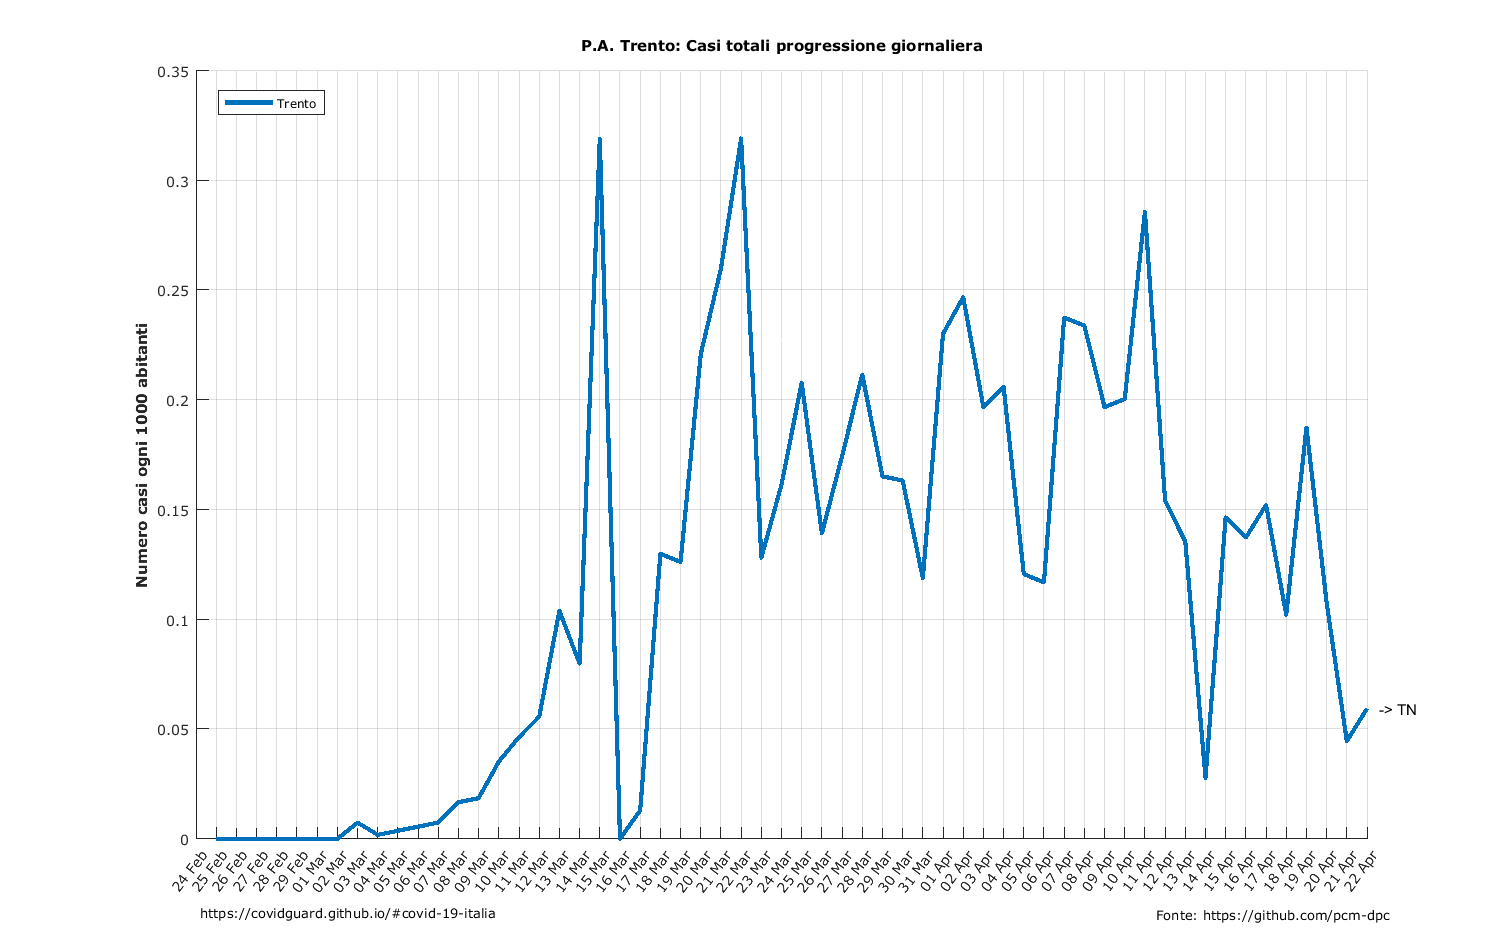 P.A. Trento: Casi totali progressione giornaliera
0.35
0.3
0.25
0.2
0.15
0.1
0.05
0
Numero casi ogni 1000 abitanti
Trento
-> TN
24 Feb
25 Feb
26 Feb
27 Feb
28 Feb
29 Feb
01 Mar
02 Mar
03 Mar
04 Mar
05 Mar
06 Mar
07 Mar
08 Mar
09 Mar
10 Mar
11 Mar
12 Mar
13 Mar
14 Mar
15 Mar
16 Mar
17 Mar
18 Mar
19 Mar
20 Mar
21 Mar
22 Mar
23 Mar
24 Mar
25 Mar
26 Mar
27 Mar
28 Mar
29 Mar
30 Mar
31 Mar
01 Apr
02 Apr
03 Apr
04 Apr
05 Apr
06 Apr
07 Apr
08 Apr
09 Apr
10 Apr
11 Apr
12 Apr
13 Apr
14 Apr
15 Apr
16 Apr
17 Apr
18 Apr
19 Apr
20 Apr
21 Apr
22 Apr
https://covidguard.github.io/#covid-19-italia
Fonte: https://github.com/pcm-dpc